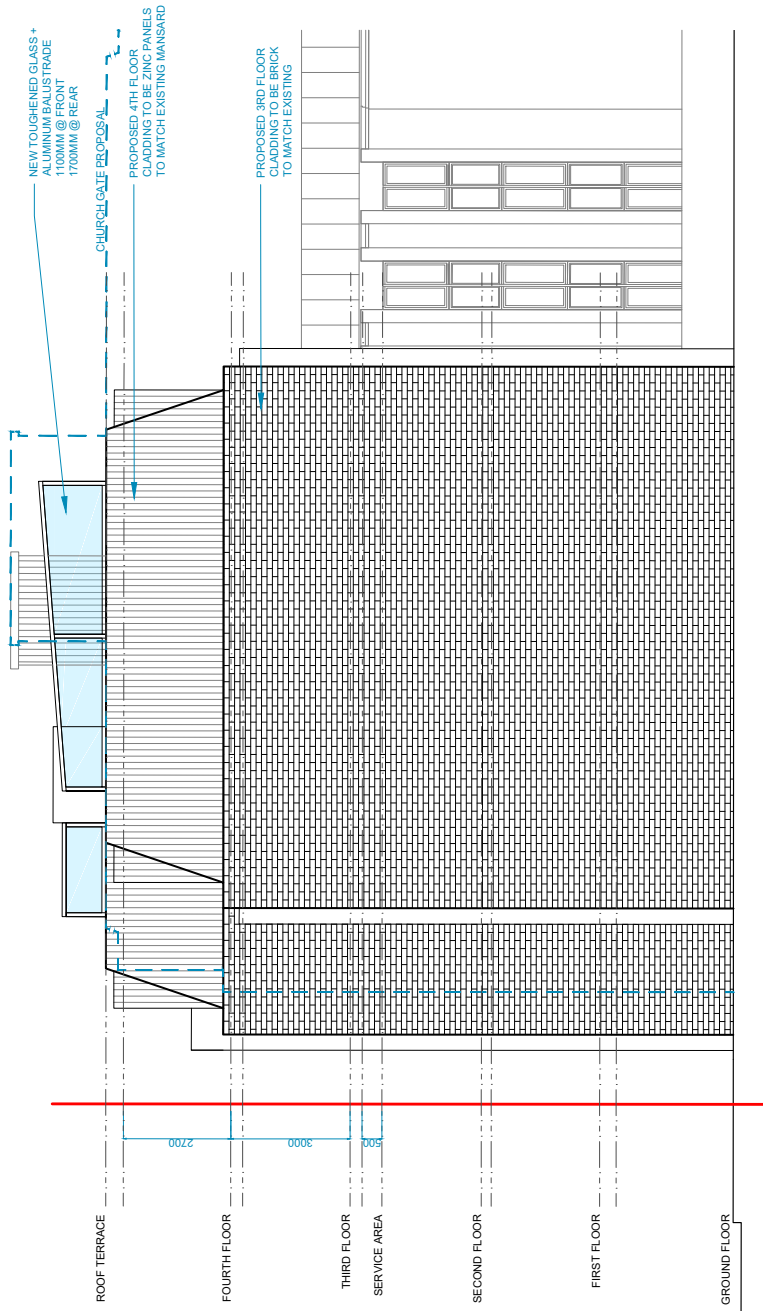 NEW TOUGHENED GLASS +
ALUMINUM BALUSTRADE
1100MM @ FRONT
1700MM @ REAR
CHURCH GATE PROPOSAL
PROPOSED 4TH FLOOR
CLADDING TO BE ZINC PANELS
TO MATCH EXISTING MANSARD
PROPOSED 3RD FLOOR
CLADDING TO BE BRICK
TO MATCH EXISTING
2700
3000
500
ROOF TERRACE
FOURTH FLOOR
THIRD FLOOR
SERVICE AREA
SECOND FLOOR
FIRST FLOOR
GROUND FLOOR